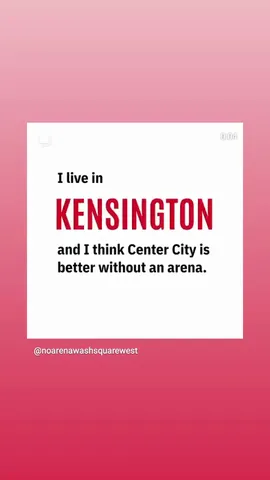 I live in
KENSINGTON
and I think Center City is
better without an arena.
@noarenawashsquarewest